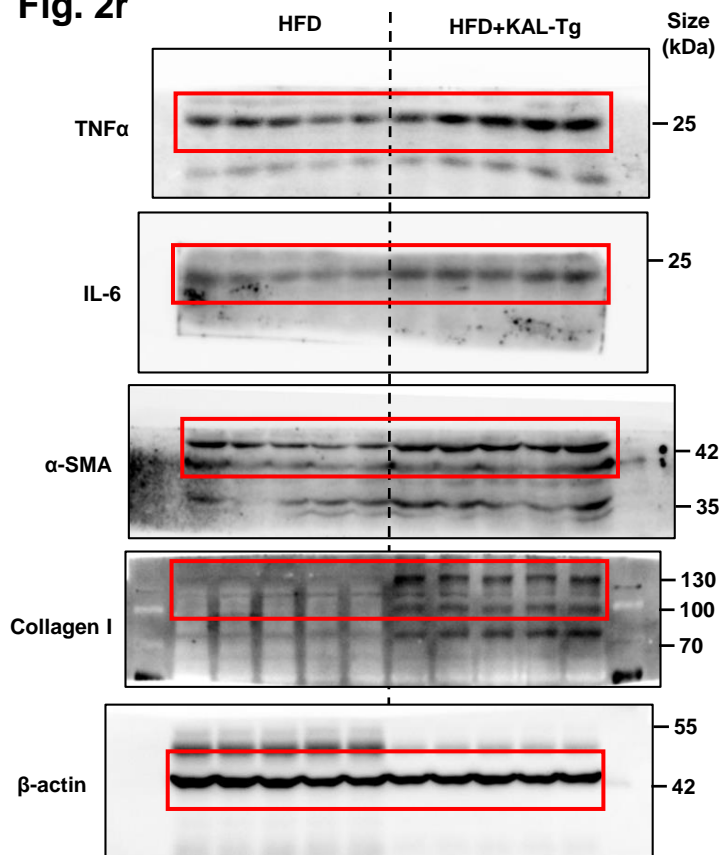 Fig. 2r
HFD
HFD+KAL-Tg
Size
(kDa)
TNFα
25
IL-6
25
α-SMA
42
35
Collagen I
130
100
70
β-actin
55
42